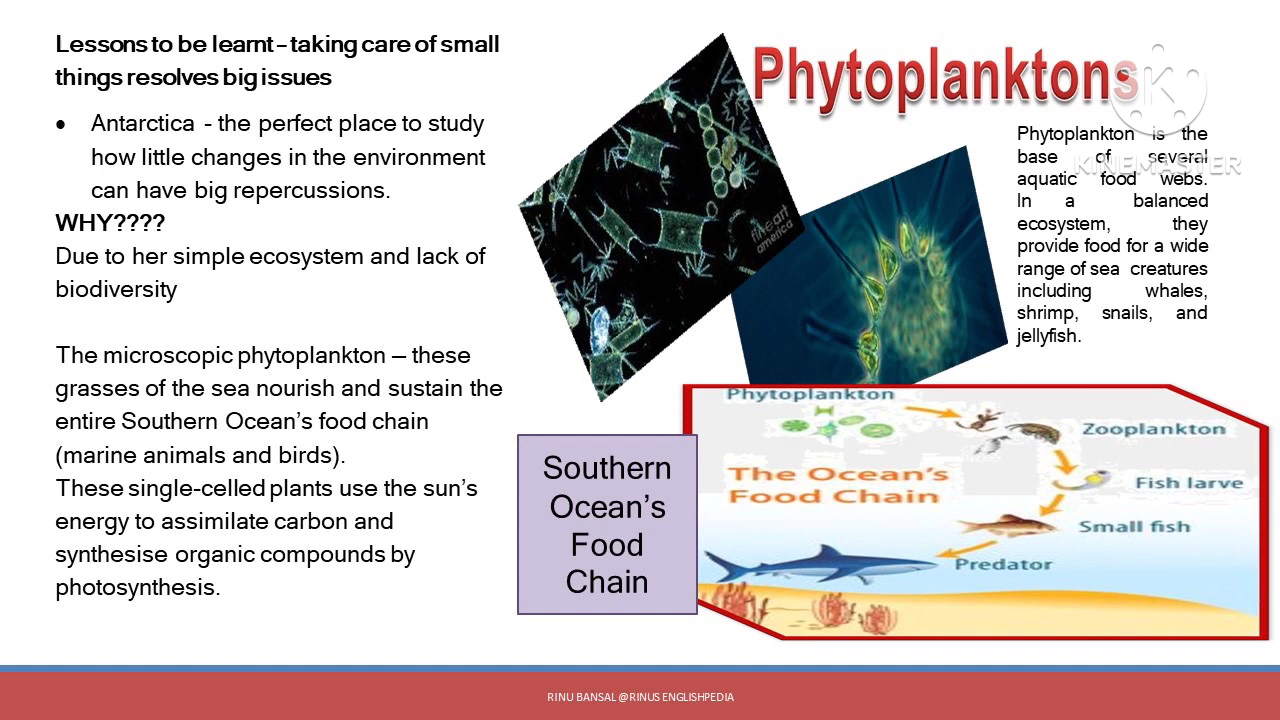 Lessons to be learnt – taking care of small
things resolves big issues
• Antarctica - the perfect place to study
how little changes in the environment
can have big repercussions.
WHY????
Due to her simple ecosystem and lack of
biodiversity
The microscopic phytoplankton – these
grasses of the sea nourish and sustain the
entire Southern Ocean’s food chain
(marine animals and birds).
These single-celled plants use the sun’s
energy to assimilate carbon and
synthesise organic compounds by
photosynthesis.
Phytoplanktons
K
KINEMASTER
Phytoplankton is the
base of several
aquatic food webs.
In a balanced
ecosystem, they
provide food for a wide
range of sea creatures
including whales,
shrimp, snails, and
jellyfish.
fine art
america
Southern
Ocean’s
Food
Chain
Phytoplankton
Zooplankton
The Ocean’s
Food Chain
Fish larve
Small fish
Predator
RINU BANSAL @RINUS ENGLISHPEDIA